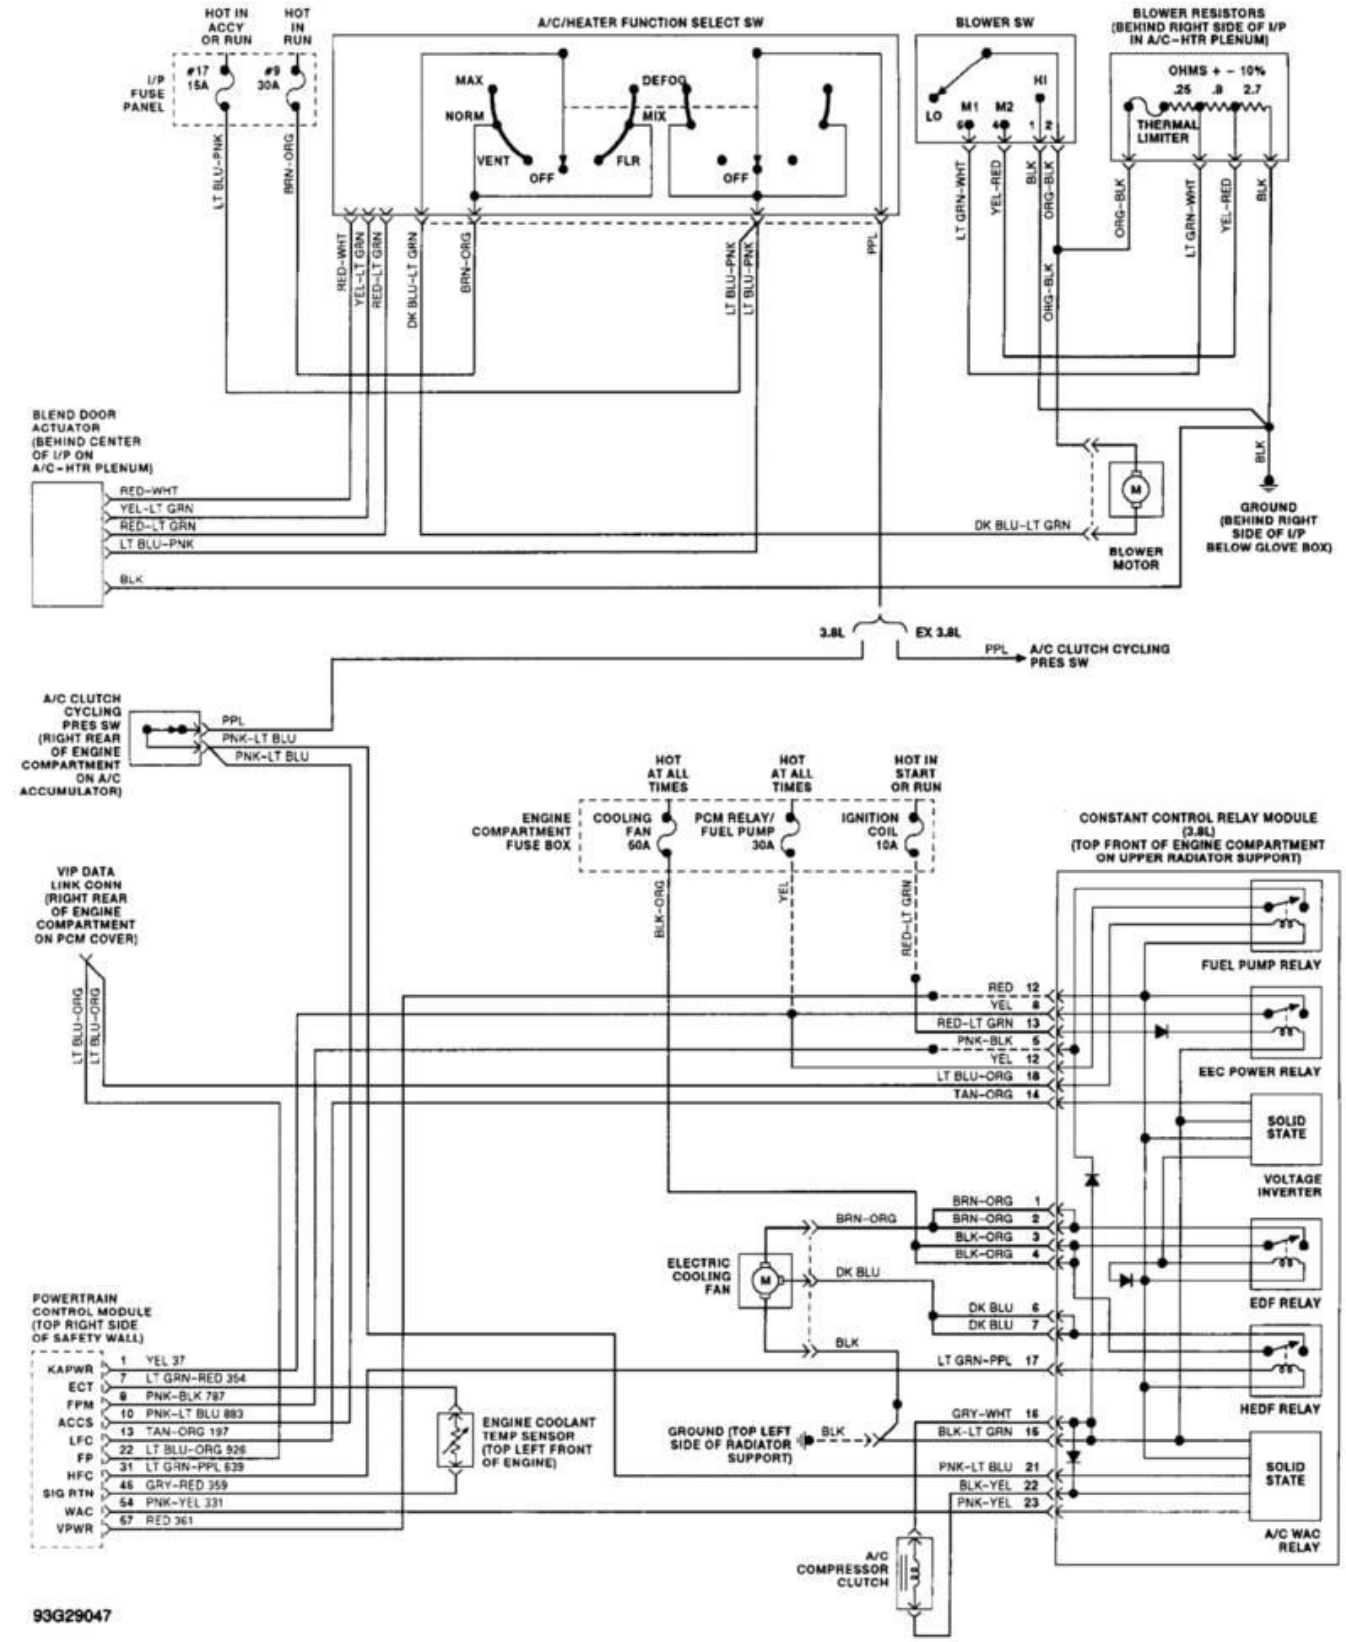 HOT IN
ACCY
OR RUN
HOT
IN
RUN
#17
15A
#9
30A
I/P
FUSE
PANEL
LT BLU-PNK
BRN-ORG
A/C/HEATER FUNCTION SELECT SW
MAX
NORM
VENT
OFF
DEFOG
MIX
FLR
OFF
RED-WHT
YEL-LT GRN
RED-LT GRN
DK BLU-LT GRN
BRN-ORG
LT BLU-PNK
LT BLU-PNK
PPL
BLOWER SW
LO
M1
M2
HI
4
1
2
LT GRN-WHT
YEL-RED
BLK
ORG-BLK
ORG-BLK
BLOWER RESISTORS
(BEHIND RIGHT SIDE OF I/P
IN A/C-HTR PLENUM)
OHMS + - 10%
.25 .8 2.7
THERMAL
LIMITER
ORG-BLK
LT GRN-WHT
YEL-RED
BLK
BLK
GROUND
(BEHIND RIGHT
SIDE OF I/P
BELOW GLOVE BOX)
M
BLOWER
MOTOR
DK BLU-LT GRN
BLEND DOOR
ACTUATOR
(BEHIND CENTER
OF I/P ON
A/C-HTR PLENUM)
RED-WHT
YEL-LT GRN
RED-LT GRN
LT BLU-PNK
BLK
3.8L
EX 3.8L
PPL
A/C CLUTCH CYCLING
PRES SW
A/C CLUTCH
CYCLING
PRES SW
(RIGHT REAR
OF ENGINE
COMPARTMENT
ON A/C
ACCUMULATOR)
PPL
PNK-LT BLU
PNK-LT BLU
HOT
AT ALL
TIMES
HOT
AT ALL
TIMES
HOT IN
START
OR RUN
ENGINE
COMPARTMENT
FUSE BOX
COOLING
FAN
60A
PCM RELAY/
FUEL PUMP
30A
IGNITION
COIL
10A
BLK-ORG
YEL
RED-LT GRN
CONSTANT CONTROL RELAY MODULE
(3.8L)
(TOP FRONT OF ENGINE COMPARTMENT
ON UPPER RADIATOR SUPPORT)
VIP DATA
LINK CONN
(RIGHT REAR
OF ENGINE
COMPARTMENT
ON PCM COVER)
LT BLU-ORG
LT BLU-ORG
FUEL PUMP RELAY
RED 12
YEL 8
RED-LT GRN 13
PNK-BLK 5
YEL 12
LT BLU-ORG 18
TAN-ORG 14
EEC POWER RELAY
SOLID
STATE
VOLTAGE
INVERTER
BRN-ORG 1
BRN-ORG 2
BLK-ORG 3
BLK-ORG 4
BRN-ORG
ELECTRIC
COOLING
FAN
M
DK BLU
BLK
DK BLU 6
DK BLU 7
EDF RELAY
LT GRN-PPL 17
HEDF RELAY
POWERTRAIN
CONTROL MODULE
(TOP RIGHT SIDE
OF SAFETY WALL)
KAPWR 1 YEL 37
ECT 7 LT GRN-RED 354
FPM 8 PNK-BLK 787
ACCS 10 PNK-LT BLU 883
LFC 13 TAN-ORG 197
FP 22 LT BLU-ORG 926
HFC 31 LT GRN-PPL 639
SIG RTN 46 GRY-RED 359
WAC 54 PNK-YEL 331
VPWR 57 RED 361
ENGINE COOLANT
TEMP SENSOR
(TOP LEFT FRONT
OF ENGINE)
GROUND (TOP LEFT
SIDE OF RADIATOR
SUPPORT)
BLK
GRY-WHT 16
BLK-LT GRN 15
PNK-LT BLU 21
BLK-YEL 22
PNK-YEL 23
SOLID
STATE
A/C WAC
RELAY
A/C
COMPRESSOR
CLUTCH
93G29047